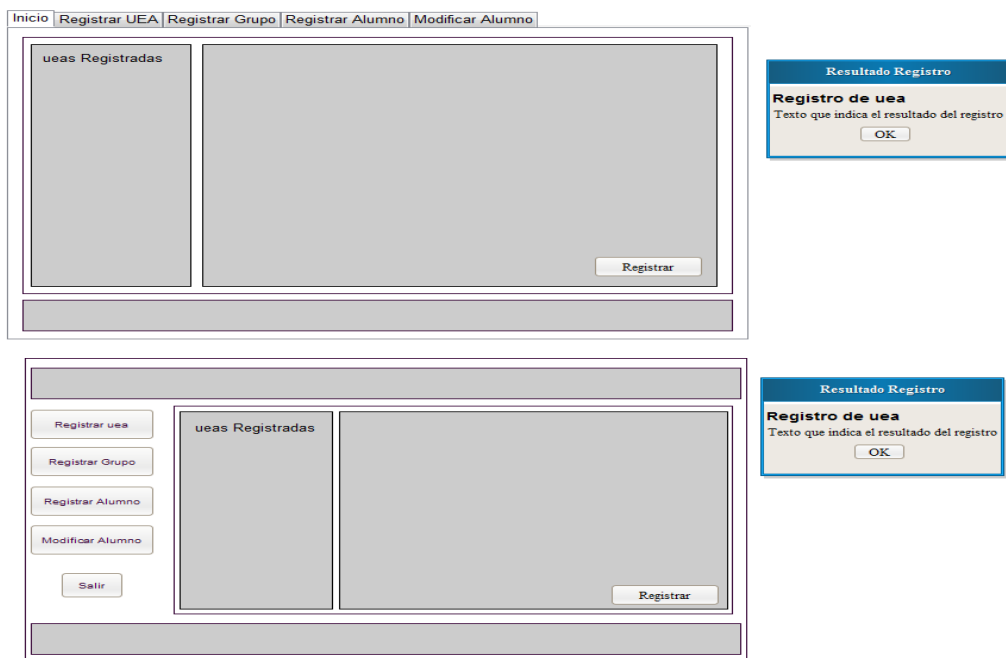 Inicio Registrar UEA Registrar Grupo Registrar Alumno Modificar Alumno
ueas Registradas
Registrar
Resultado Registro
Registro de uea
Texto que indica el resultado del registro
OK
Registrar uea
Registrar Grupo
Registrar Alumno
Modificar Alumno
Salir
ueas Registradas
Registrar
Resultado Registro
Registro de uea
Texto que indica el resultado del registro
OK